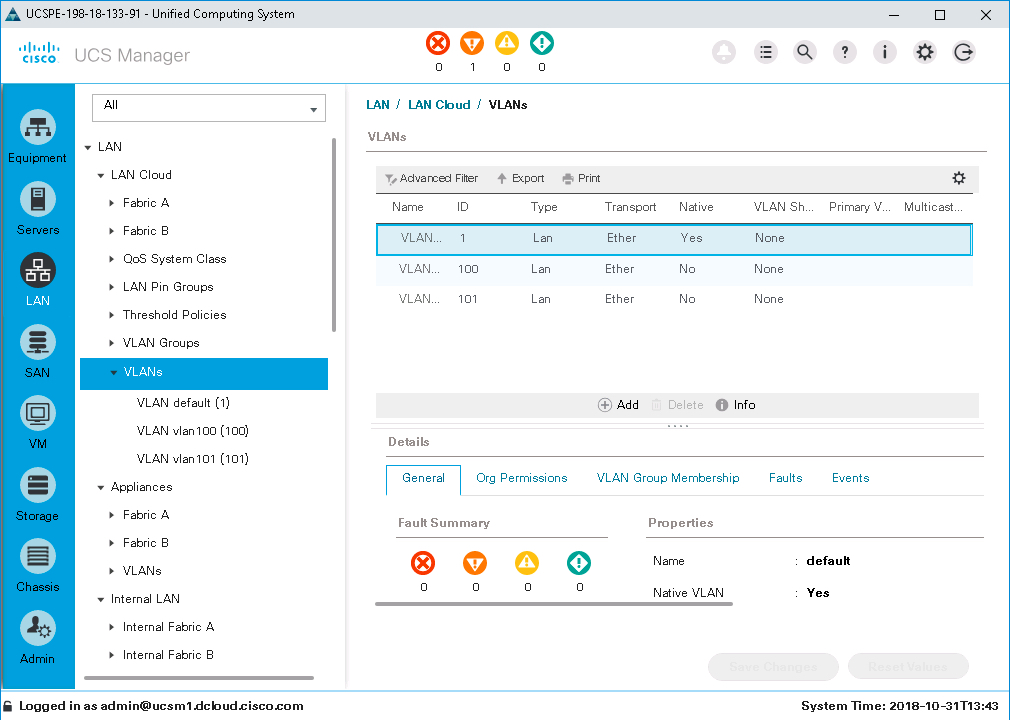 UCSPE-198-18-133-91 - Unified Computing System
cisco UCS Manager
0 1 0 0
All
LAN
LAN Cloud
Fabric A
Fabric B
QoS System Class
LAN Pin Groups
Threshold Policies
VLAN Groups
VLANs
VLAN default (1)
VLAN vlan100 (100)
VLAN vlan101 (101)
Appliances
Fabric A
Fabric B
VLANs
Internal LAN
Internal Fabric A
Internal Fabric B
Equipment
Servers
LAN
SAN
VM
Storage
Chassis
Admin
LAN / LAN Cloud / VLANs
VLANs
Advanced Filter Export Print
Name ID Type Transport Native VLAN Sh... Primary V... Multicast...
VLAN... 1 Lan Ether Yes None
VLAN... 100 Lan Ether No None
VLAN... 101 Lan Ether No None
Add Delete Info
Details
General Org Permissions VLAN Group Membership Faults Events
Fault Summary
0 0 0 0
Properties
Name : default
Native VLAN : Yes
Save Changes Reset Values
Logged in as admin@ucsm1.dcloud.cisco.com
System Time: 2018-10-31T13:43